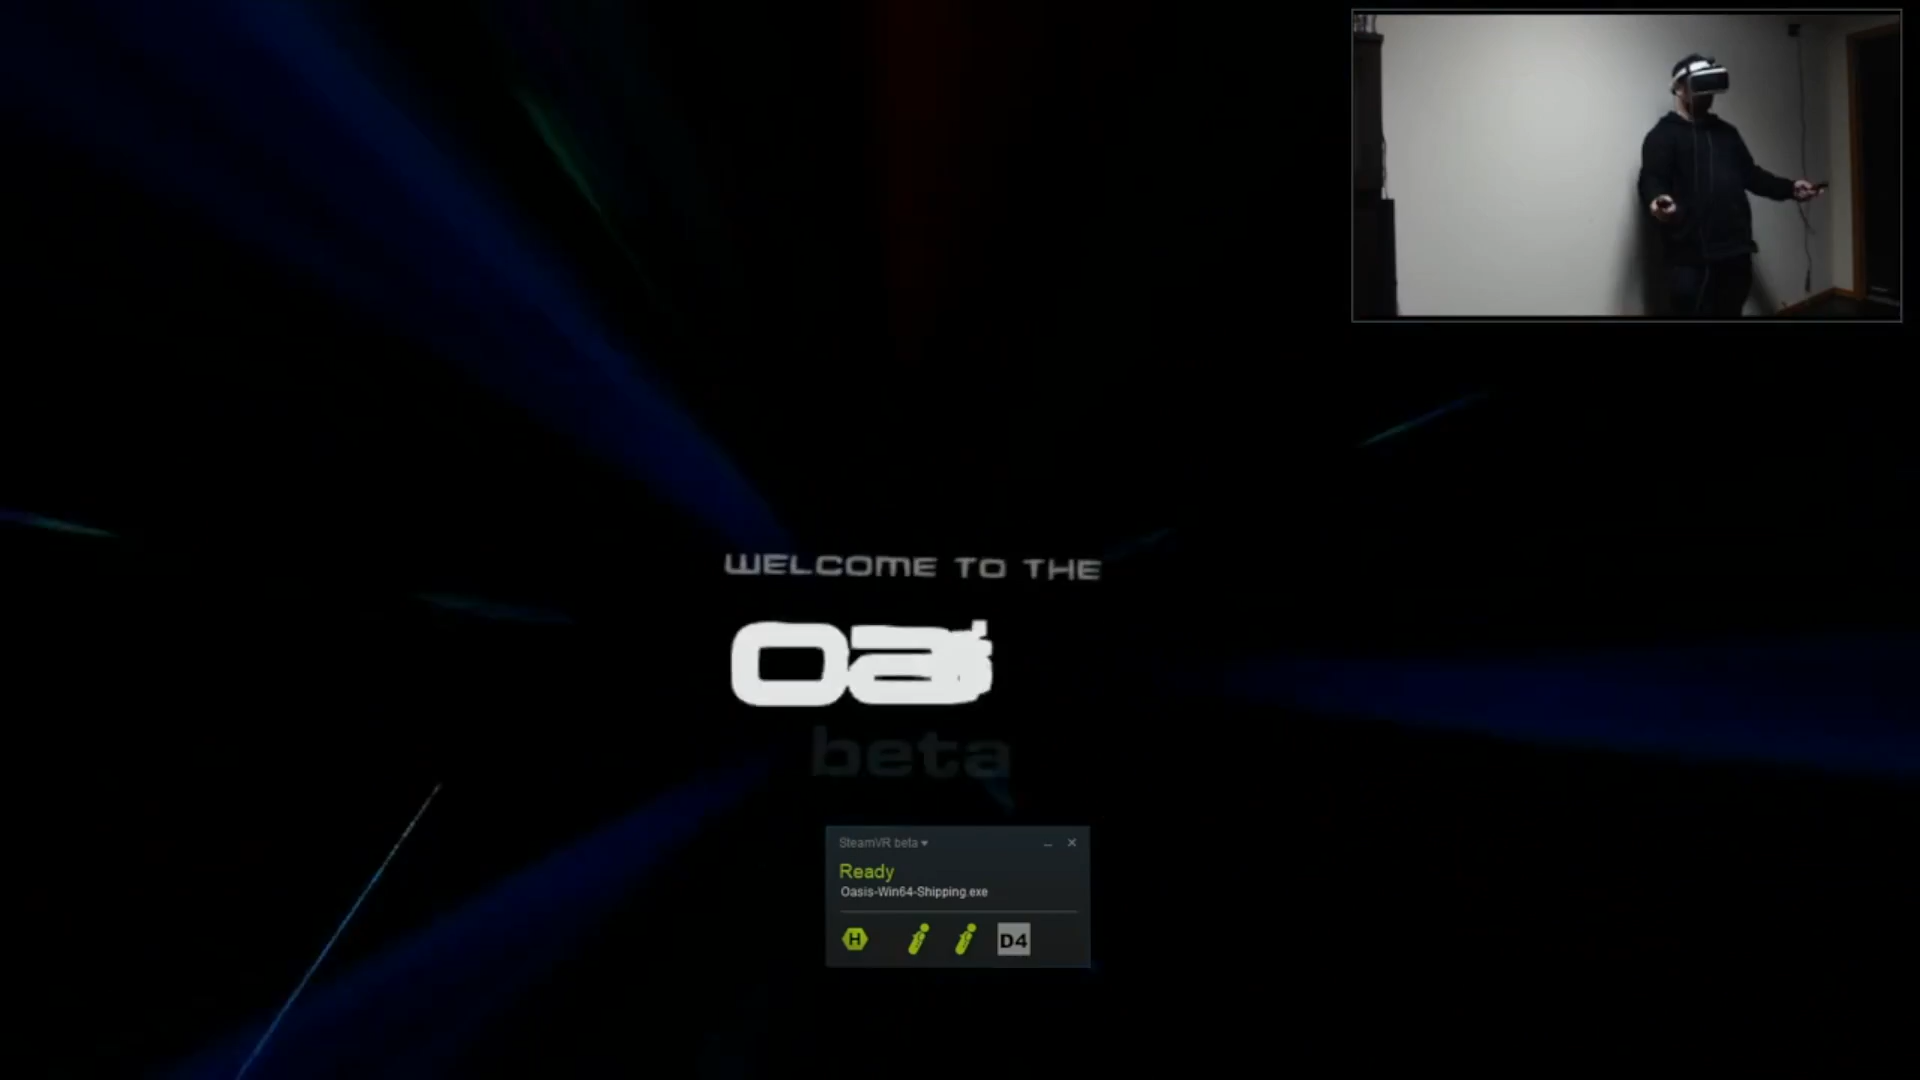 WELCOME TO THE
beta
SteamVR beta
Ready
Oasis-Win64-Shipping.exe
H
D4